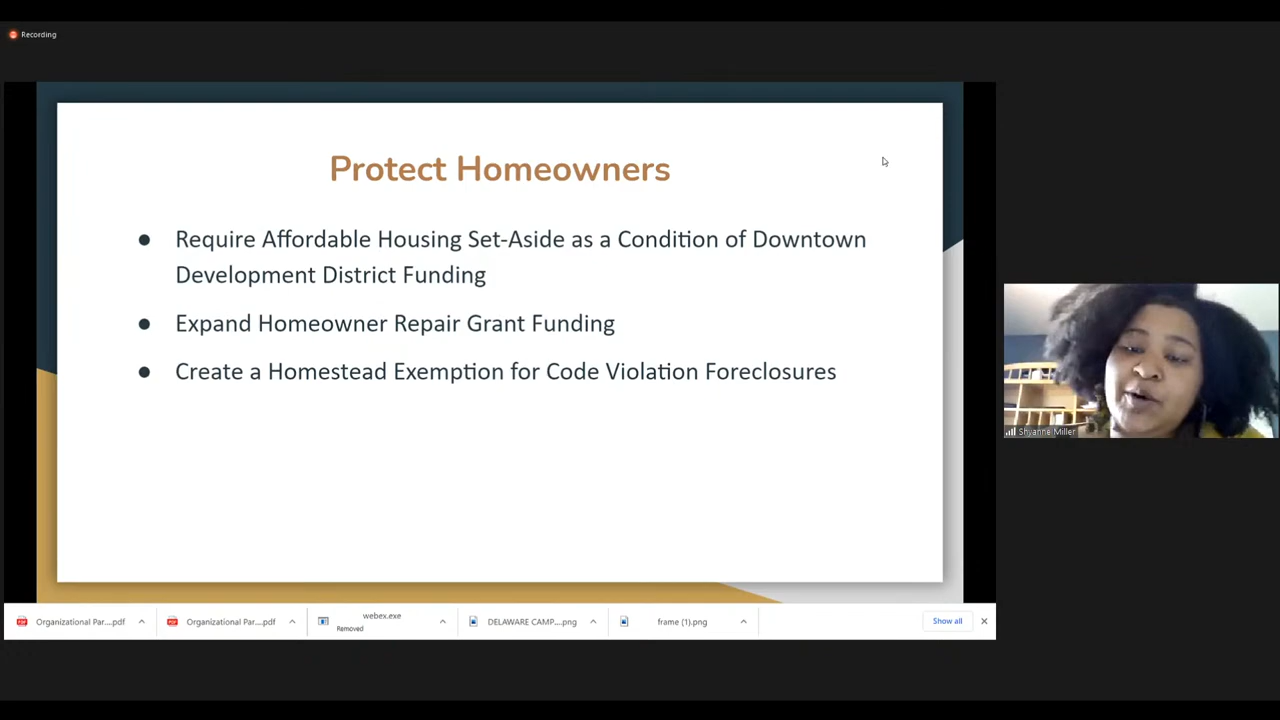 Recording
Protect Homeowners
● Require Affordable Housing Set-Aside as a Condition of Downtown
Development District Funding
● Expand Homeowner Repair Grant Funding
● Create a Homestead Exemption for Code Violation Foreclosures
Shyanne Miller
Organizational Par....pdf
Organizational Par....pdf
webex.exe
Removed
DELAWARE CAMP....png
frame (1).png
Show all